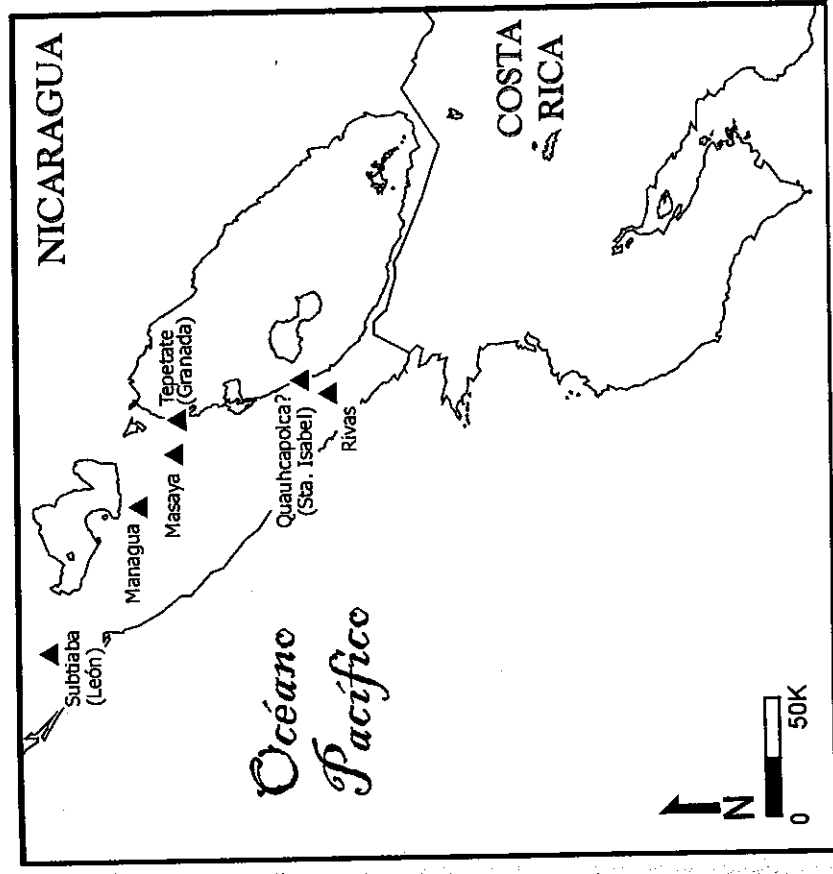 NICARAGUA
COSTA
RICA
Subtiaba
(León)
Managua
Masaya
Tepetate
(Granada)
Quauhcapolca?
(Sta. Isabel)
Rivas
Océano
Pacífico
N
0 50K